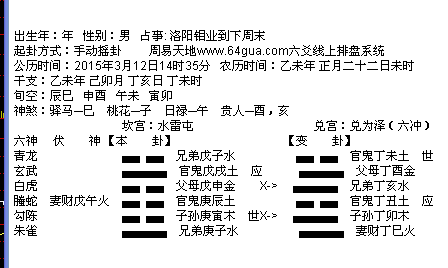 出生年：年  性别：男  占事：洛阳钼业到下周末
起卦方式：手动摇卦    周易天地www.64gua.com六爻线上排盘系统
公历时间：2015年3月12日14时35分  农历时间：乙未年 正月二十二日未时
干支：乙未年 己卯月 丁亥日 丁未时
旬空：辰巳  申酉  午未  寅卯
神煞：驿马─巳  桃花─子  日禄─午  贵人─酉，亥
坎宫：水雷屯  兑宫：兑为泽（六冲）
六神  伏  神【本  卦】  【变  卦】
青龙  兄弟戊子水  官鬼丁未土  世
玄武  官鬼戊戌土  应  父母丁酉金
白虎  父母戊申金  X->  兄弟丁亥水
螣蛇  妻财戊午火  官鬼庚辰土  官鬼丁丑土  应
勾陈  子孙庚寅木  世X->  子孙丁卯木
朱雀  兄弟庚子水  妻财丁巳火